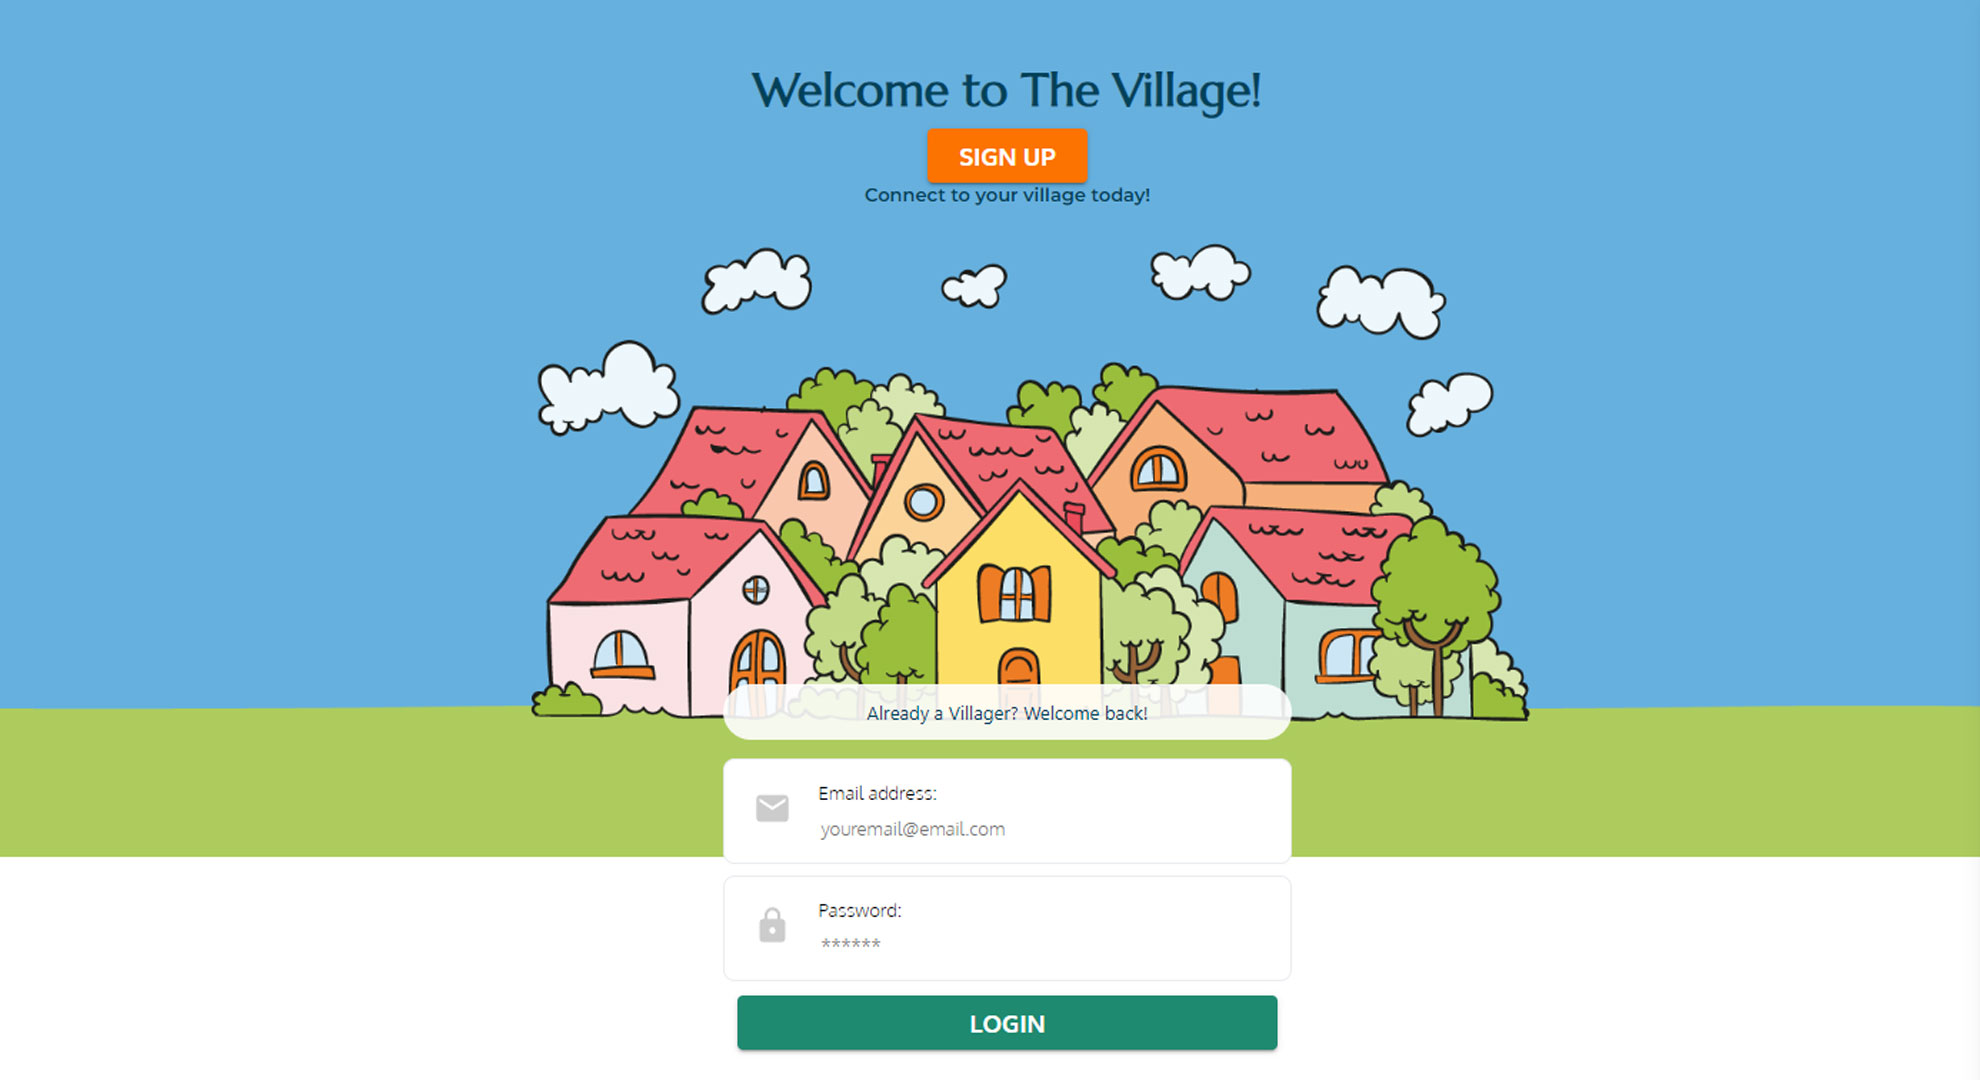 Welcome to The Village!
SIGN UP
Connect to your village today!
Already a Villager? Welcome back!
Email address:
youremail@email.com
Password:
******
LOGIN